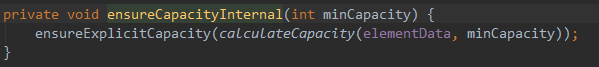 private void ensureCapacityInternal(int minCapacity) {
    ensureExplicitCapacity(calculateCapacity(elementData, minCapacity));
}